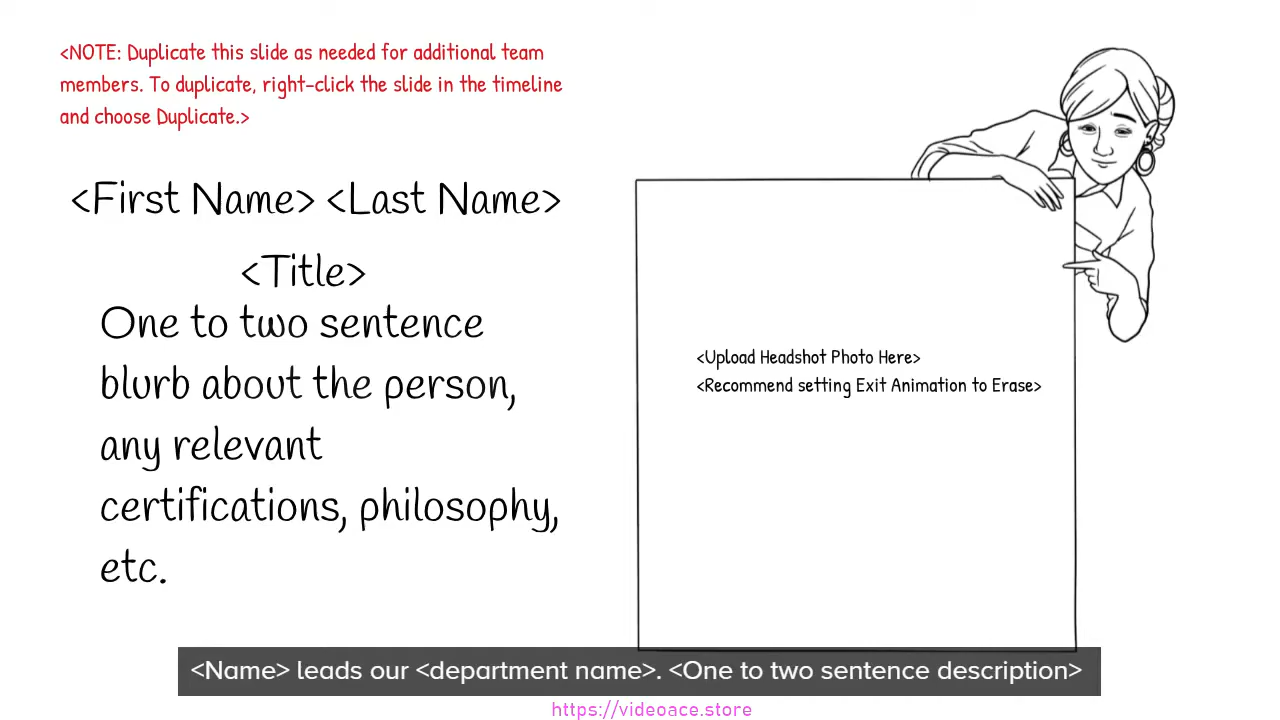 <NOTE: Duplicate this slide as needed for additional team
members. To duplicate, right-click the slide in the timeline
and choose Duplicate.>
<First Name> <Last Name>
<Title>
One to two sentence
blurb about the person,
any relevant
certifications, philosophy,
etc.
<Upload Headshot Photo Here>
<Recommend setting Exit Animation to Erase>
<Name> leads our <department name>. <One to two sentence description>
https://videoace.store